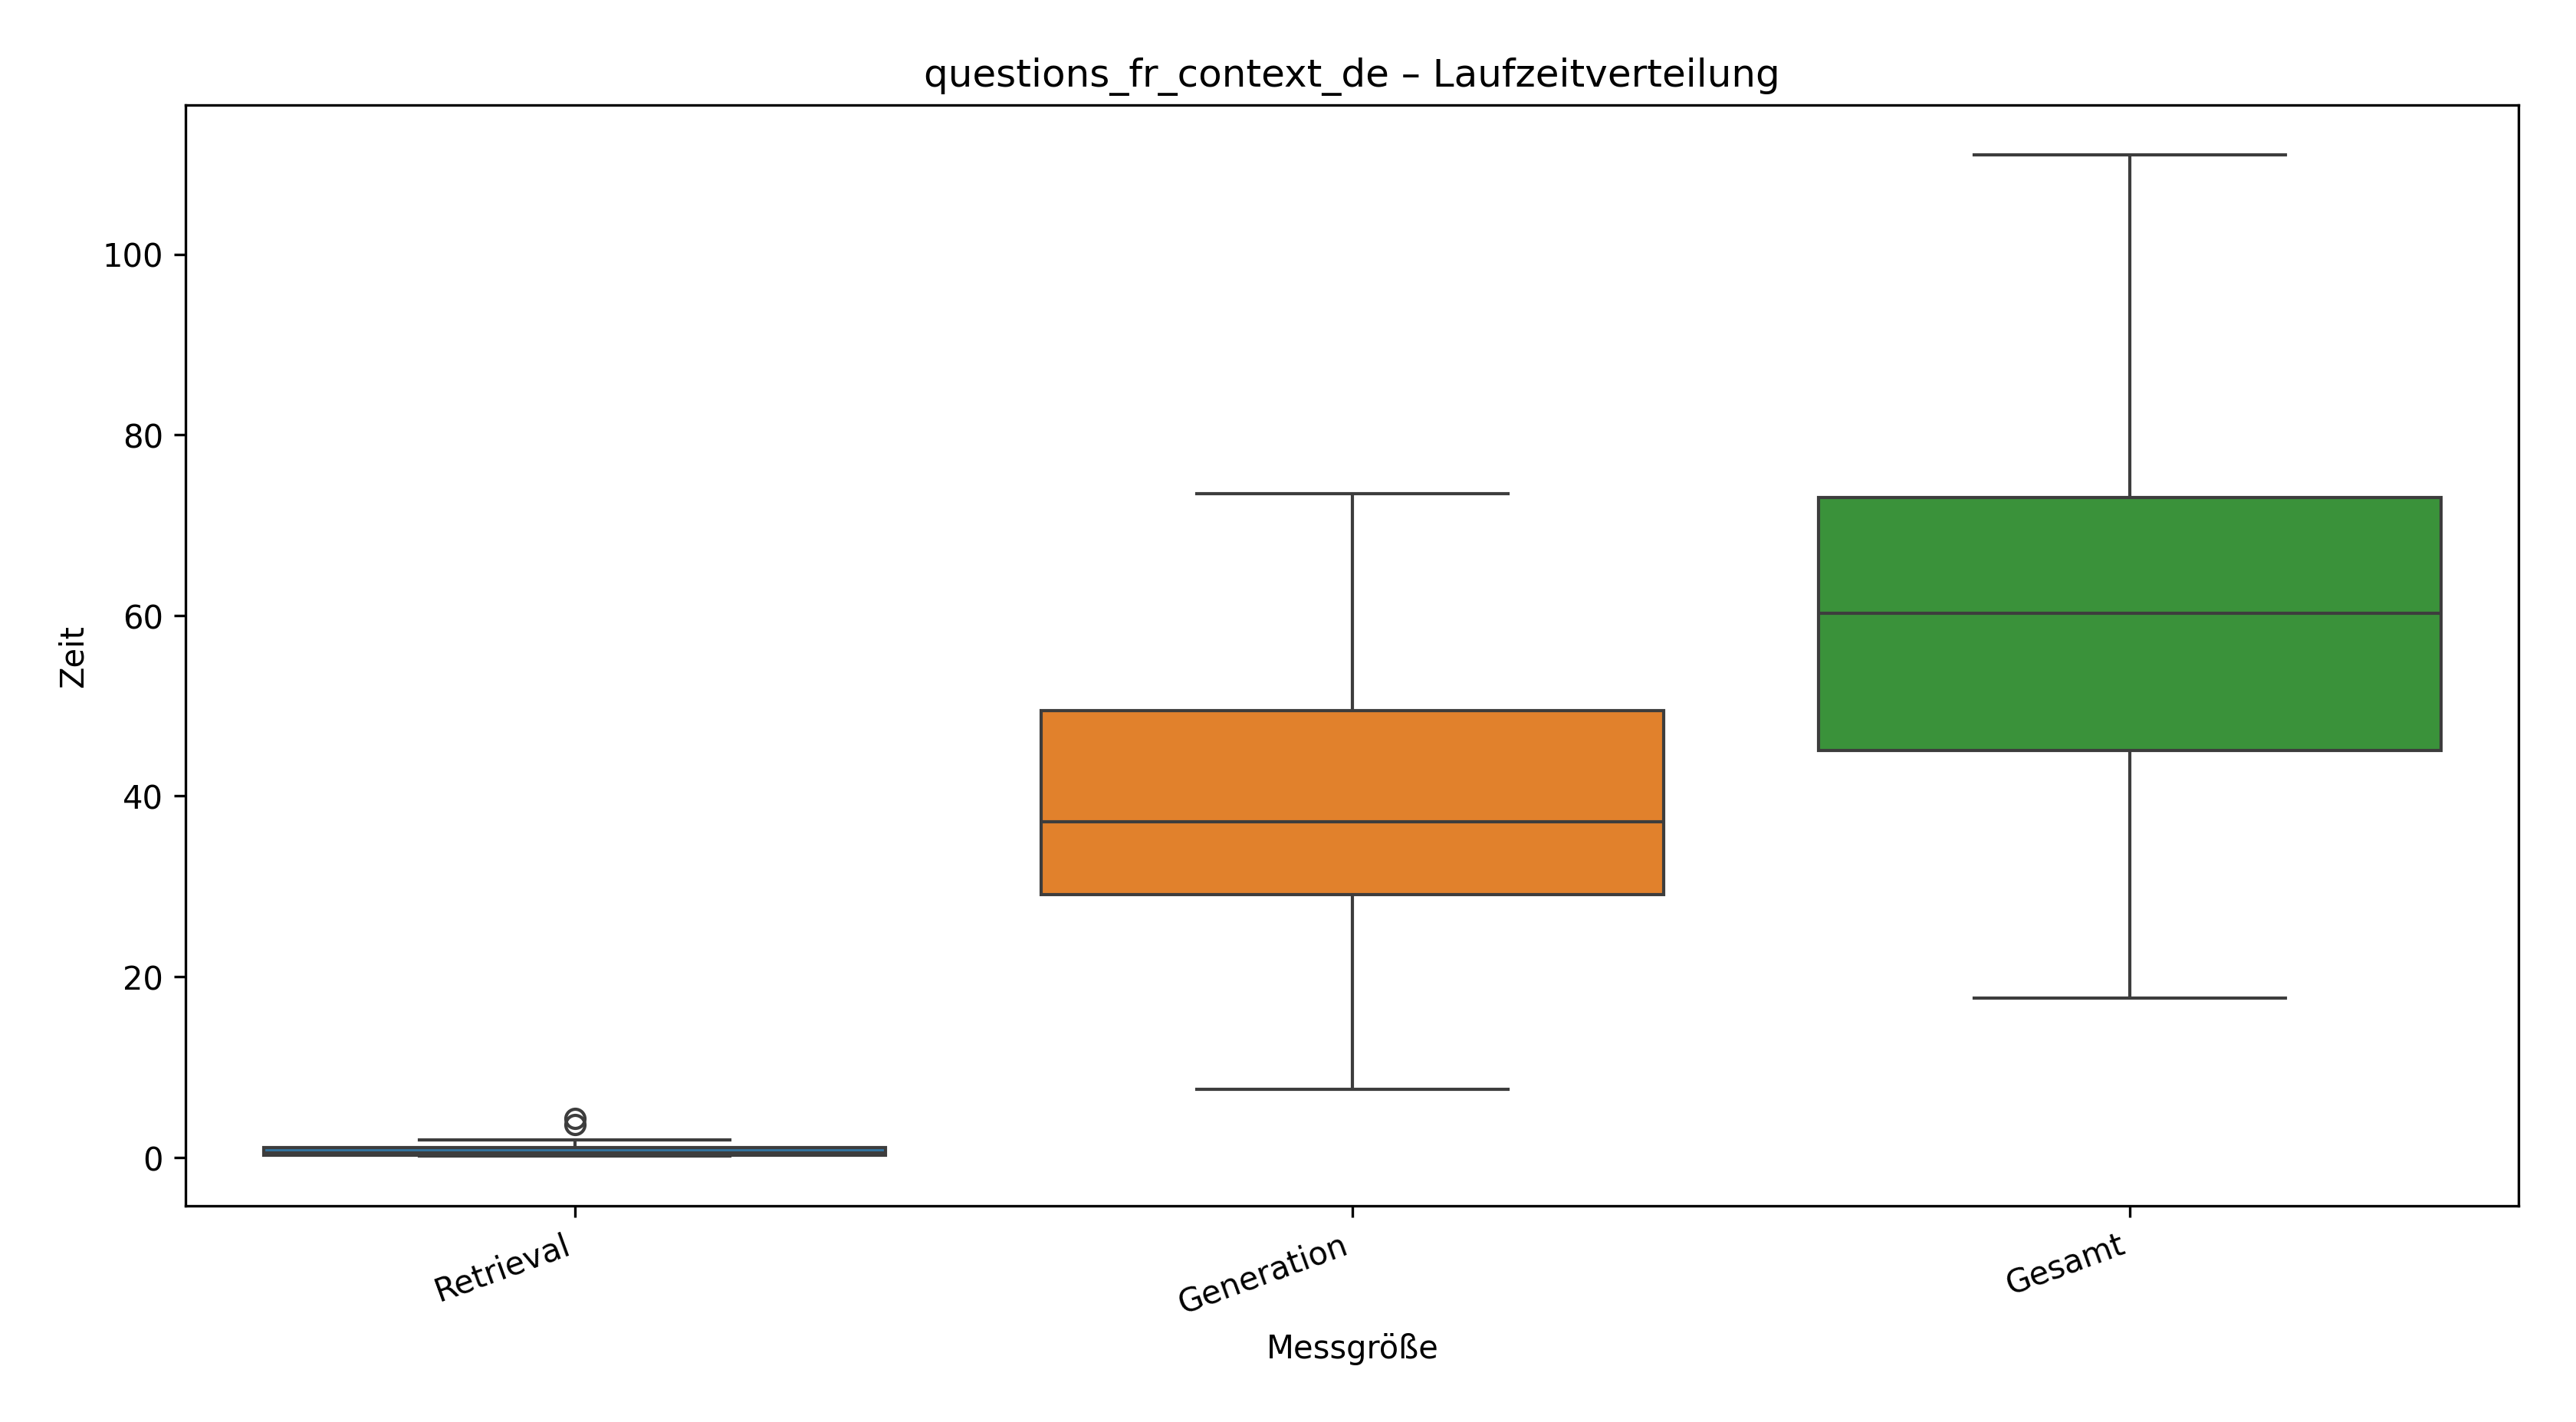 questions_fr_context_de – Laufzeitverteilung
Zeit
100
80
60
40
20
0
Retrieval
Generation
Gesamt
Messgröße